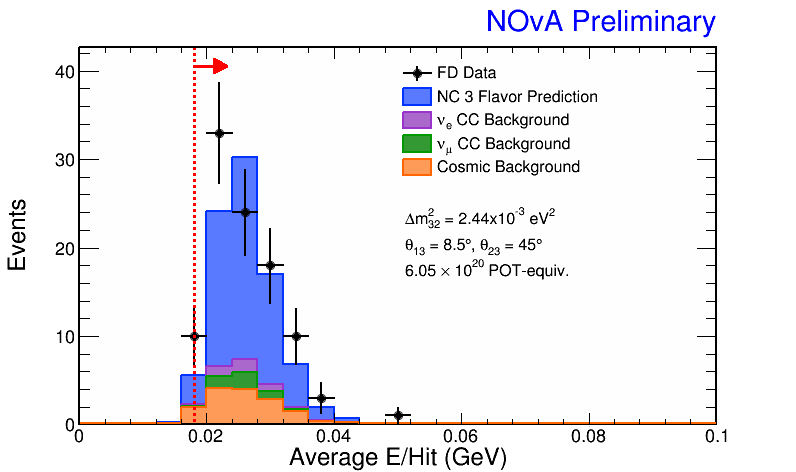 NOvA Preliminary
40
30
20
10
0
Events
FD Data
NC 3 Flavor Prediction
νe CC Background
νμ CC Background
Cosmic Background
Δm²32 = 2.44x10⁻³ eV²
θ13 = 8.5°, θ23 = 45°
6.05 × 10²⁰ POT-equiv.
0 0.02 0.04 0.06 0.08 0.1
Average E/Hit (GeV)